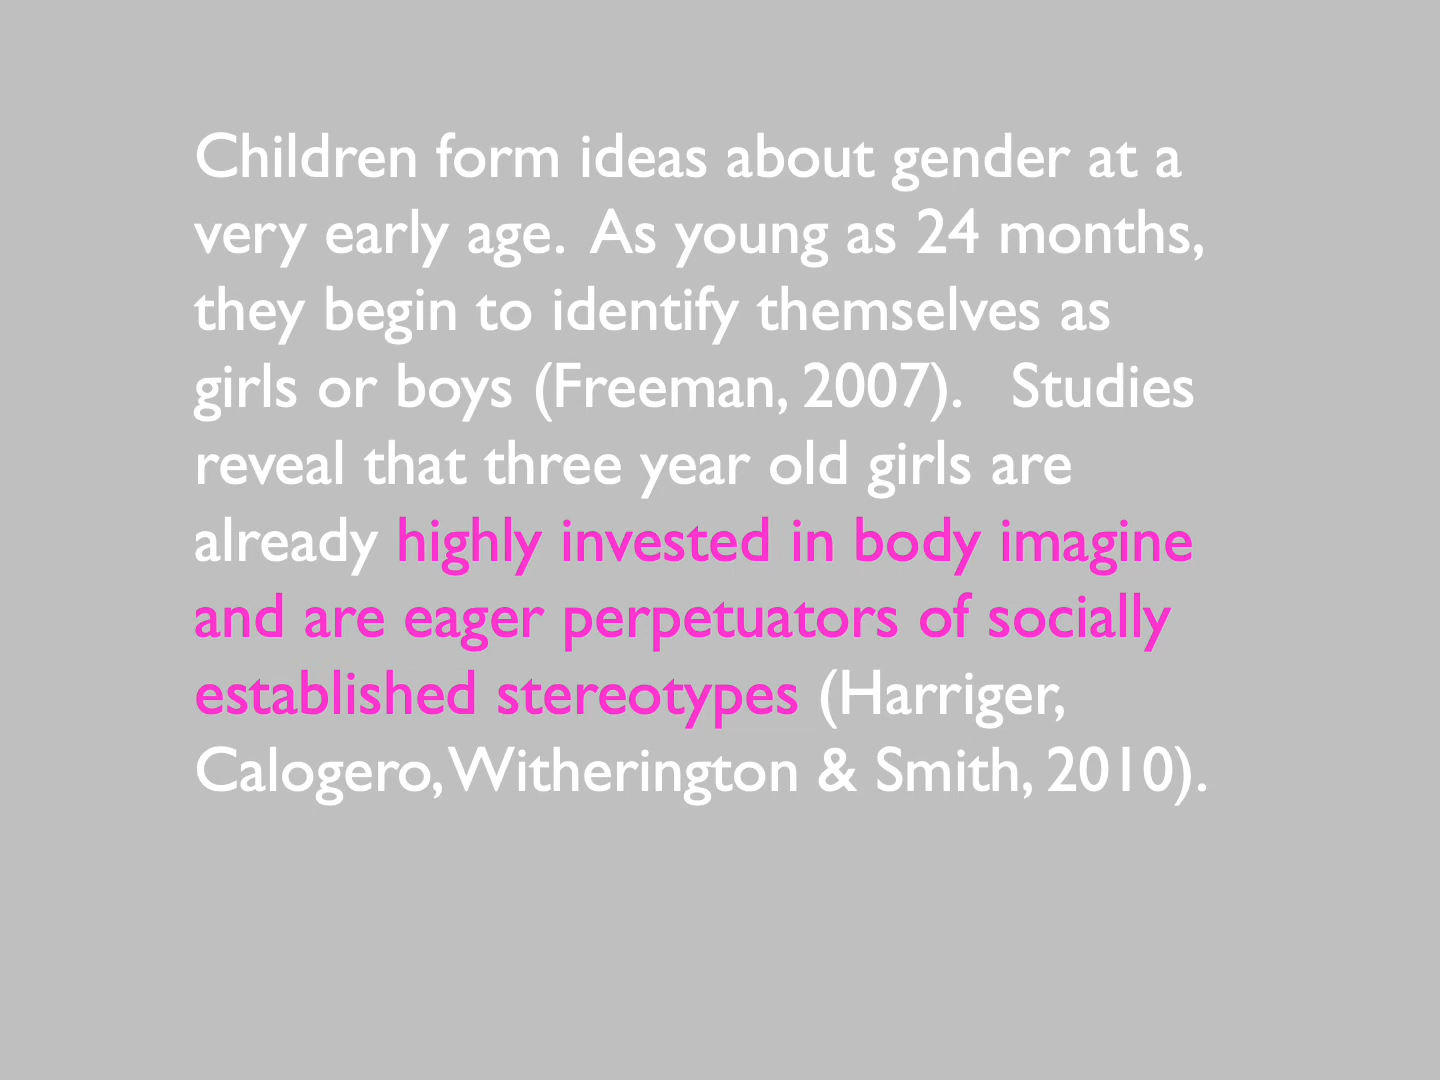 Children form ideas about gender at a
very early age.  As young as 24 months,
they begin to identify themselves as
girls or boys (Freeman, 2007).   Studies
reveal that three year old girls are
already highly invested in body imagine
and are eager perpetuators of socially
established stereotypes (Harriger,
Calogero, Witherington & Smith, 2010).